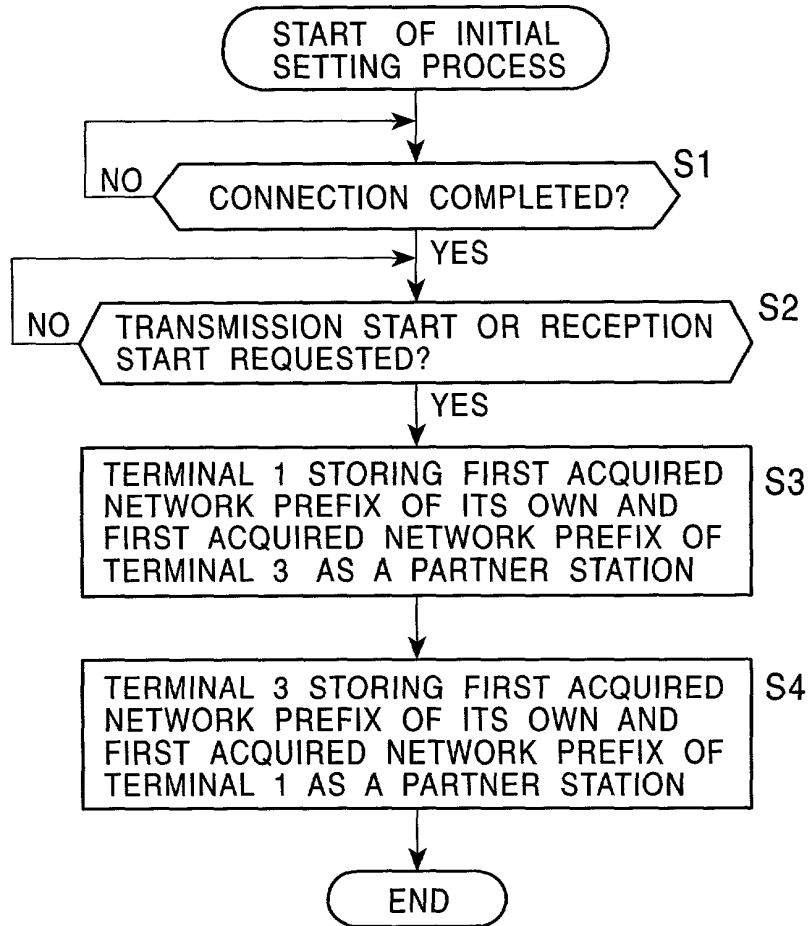 START OF INITIAL
SETTING PROCESS
S1
NO
CONNECTION COMPLETED?
YES
S2
NO
TRANSMISSION START OR RECEPTION
START REQUESTED?
YES
S3
TERMINAL 1 STORING FIRST ACQUIRED
NETWORK PREFIX OF ITS OWN AND
FIRST ACQUIRED NETWORK PREFIX OF
TERMINAL 3 AS A PARTNER STATION
S4
TERMINAL 3 STORING FIRST ACQUIRED
NETWORK PREFIX OF ITS OWN AND
FIRST ACQUIRED NETWORK PREFIX OF
TERMINAL 1 AS A PARTNER STATION
END